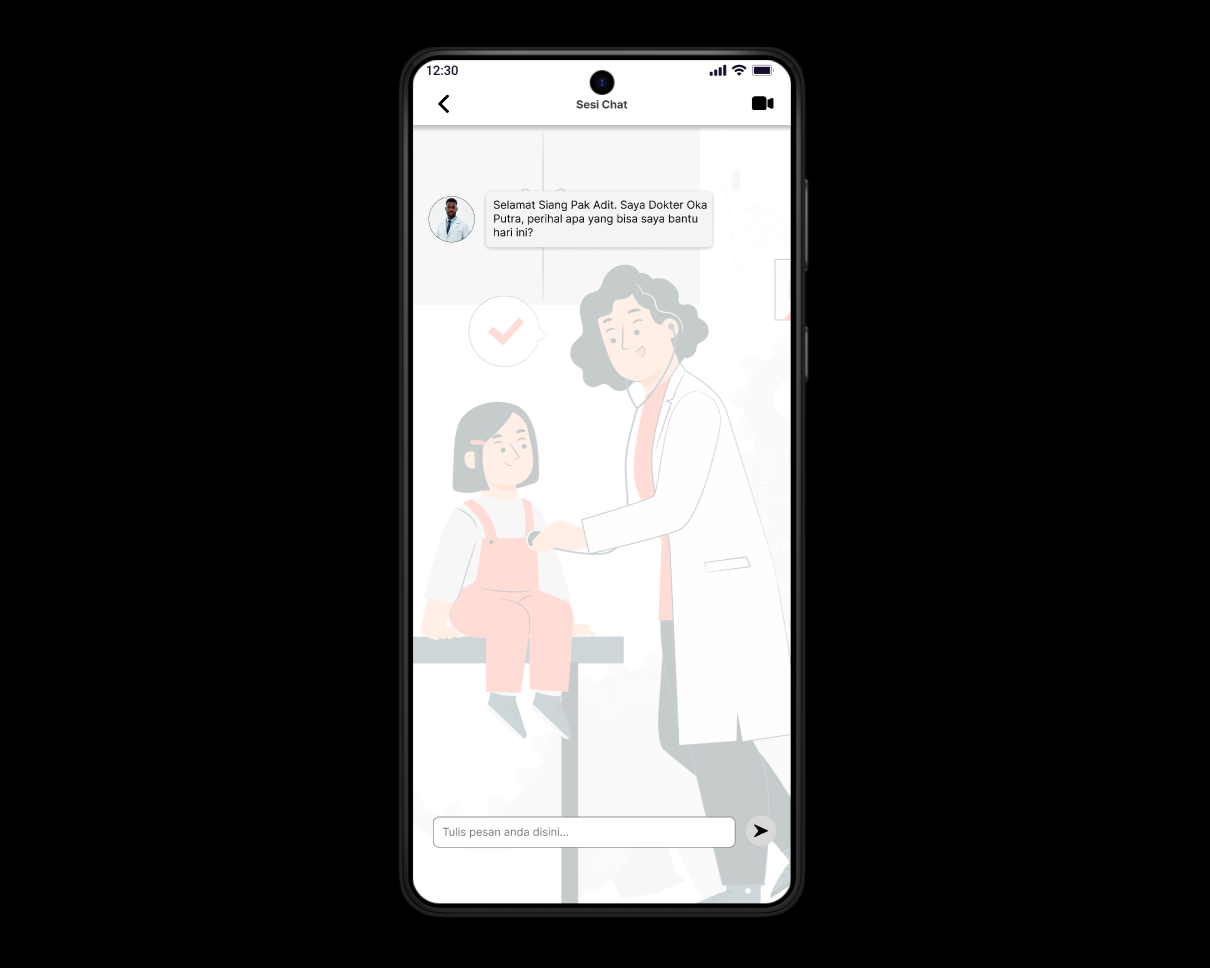 12:30
Sesi Chat
Selamat Siang Pak Adit. Saya Dokter Oka
Putra, perihal apa yang bisa saya bantu
hari ini?
Tulis pesan anda disini...